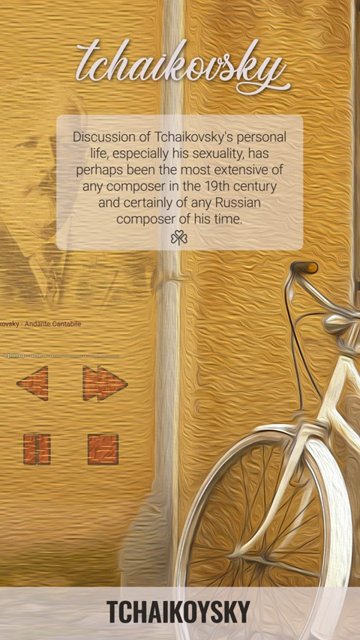 tchaikovsky
Discussion of Tchaikovsky's personal
life, especially his sexuality, has
perhaps been the most extensive of
any composer in the 19th century
and certainly of any Russian
composer of his time.
ovsky - Andante Cantabile
TCHAIKOYSKY